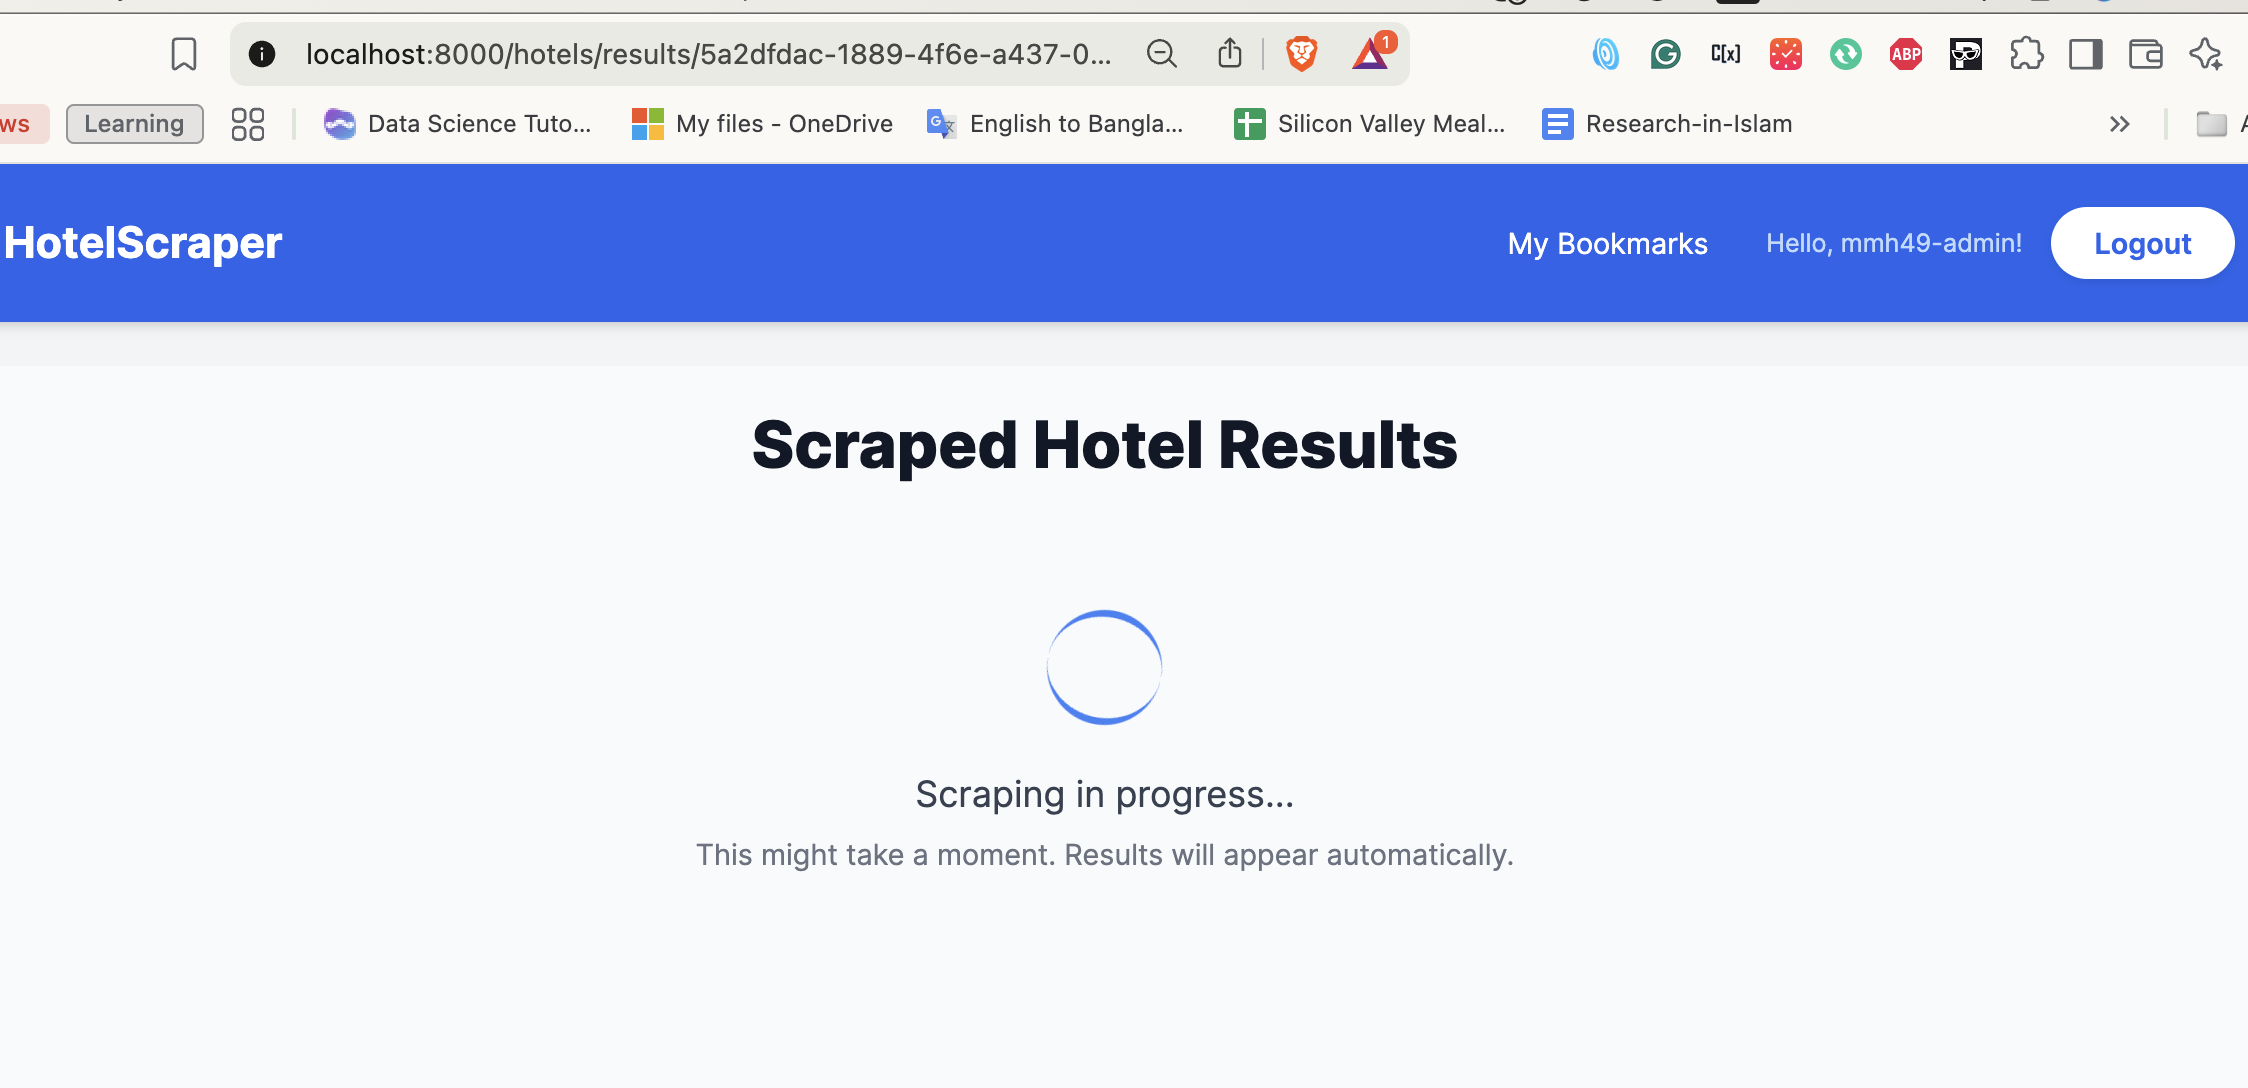 localhost:8000/hotels/results/5a2dfdac-1889-4f6e-a437-0...
1
C[x]
ABP
ws
Learning
Data Science Tuto...
My files - OneDrive
English to Bangla...
Silicon Valley Meal...
Research-in-Islam
HotelScraper
My Bookmarks
Hello, mmh49-admin!
Logout
Scraped Hotel Results
Scraping in progress...
This might take a moment. Results will appear automatically.